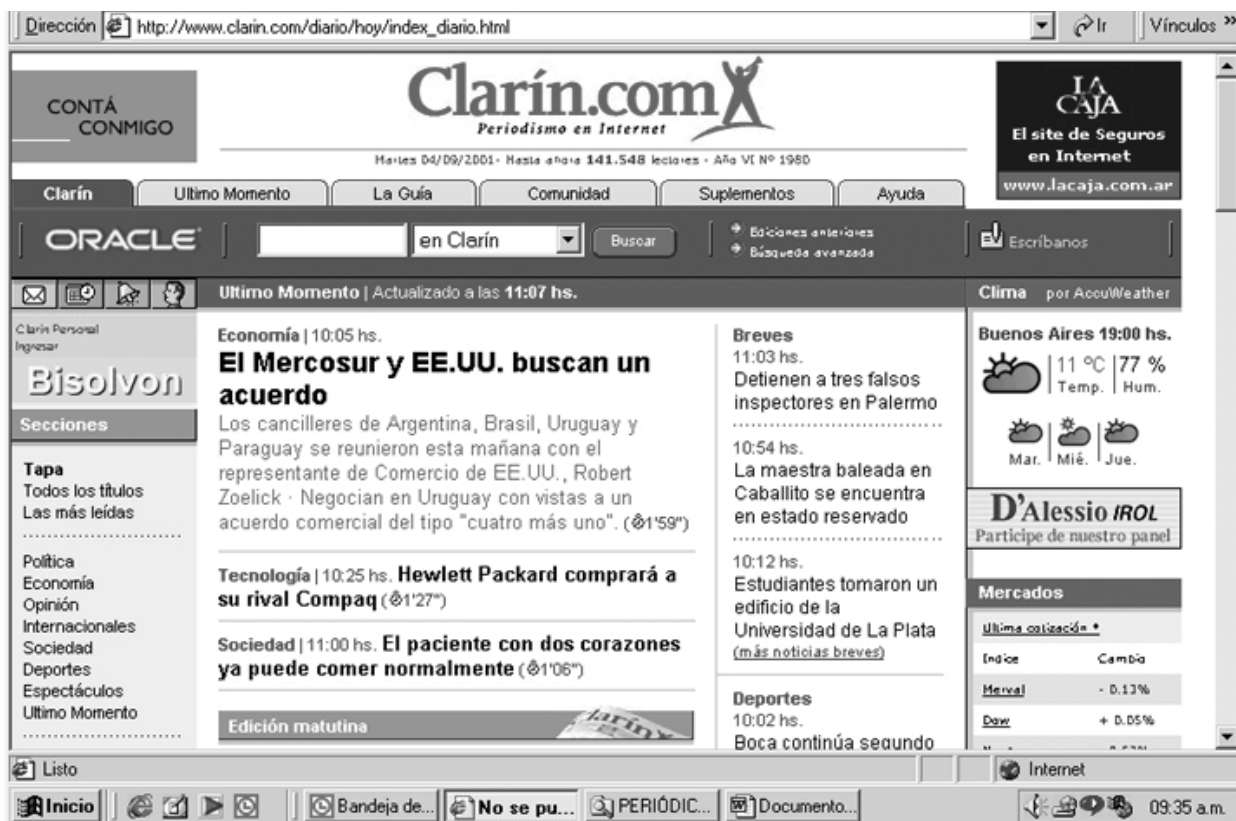 Dirección http://www.clarin.com/diario/hoy/index_diario.html Ir Vínculos »
CONTÁ
CONMIGO
Clarín.com
Periodismo en Internet
Martes 04/09/2001 - Hasta ahora 141.548 lectores - Año VI Nº 1980
LA
CAJA
El site de Seguros
en Internet
www.lacaja.com.ar
Clarín Ultimo Momento La Guía Comunidad Suplementos Ayuda
ORACLE
en Clarín
Buscar
Ediciones anteriores
Búsqueda avanzada
Escríbanos
Ultimo Momento | Actualizado a las 11:07 hs.
Clima por AccuWeather
Clarín Personal
Ingresar
Bisolvon
Secciones
Tapa
Todos los títulos
Las más leídas
Política
Economía
Opinión
Internacionales
Sociedad
Deportes
Espectáculos
Ultimo Momento
Economía | 10:05 hs.
El Mercosur y EE.UU. buscan un
acuerdo
Los cancilleres de Argentina, Brasil, Uruguay y
Paraguay se reunieron esta mañana con el
representante de Comercio de EE.UU., Robert
Zoelick · Negocian en Uruguay con vistas a un
acuerdo comercial del tipo "cuatro más uno". (1'59")
Tecnología | 10:25 hs. Hewlett Packard comprará a
su rival Compaq (1'27")
Sociedad | 11:00 hs. El paciente con dos corazones
ya puede comer normalmente (1'06")
Edición matutina
Clarín
Breves
11:03 hs.
Detienen a tres falsos
inspectores en Palermo
10:54 hs.
La maestra baleada en
Caballito se encuentra
en estado reservado
10:12 hs.
Estudiantes tomaron un
edificio de la
Universidad de La Plata
(más noticias breves)
Deportes
10:02 hs.
Boca continúa segundo
Buenos Aires 19:00 hs.
11 ºC 77 %
Temp. Hum.
Mar. Mié. Jue.
D'Alessio IROL
Participe de nuestro panel
Mercados
Ultima cotización
Indice Cambio
Merval - 0.13%
Dow + 0.05%
Listo
Internet
Inicio Bandeja de... No se pu... PERIÓDIC... Documento... 09:35 a.m.